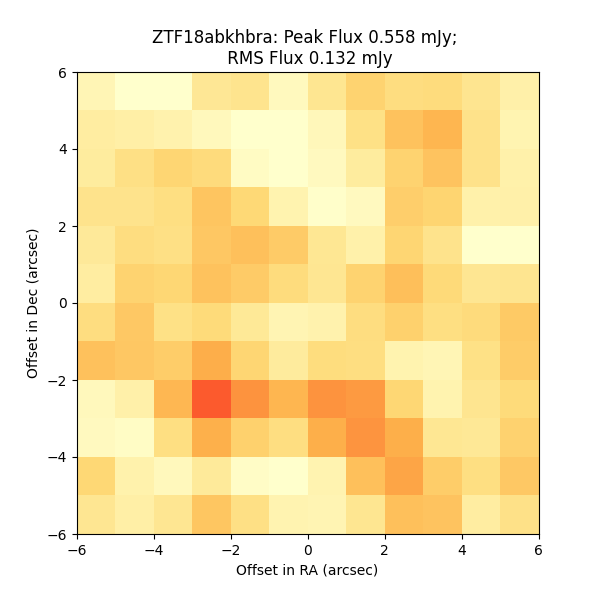 ZTF18abkhbra: Peak Flux 0.558 mJy;
RMS Flux 0.132 mJy
6
4
2
0
−2
−4
−6
Offset in Dec (arcsec)
−6 −4 −2 0 2 4 6
Offset in RA (arcsec)